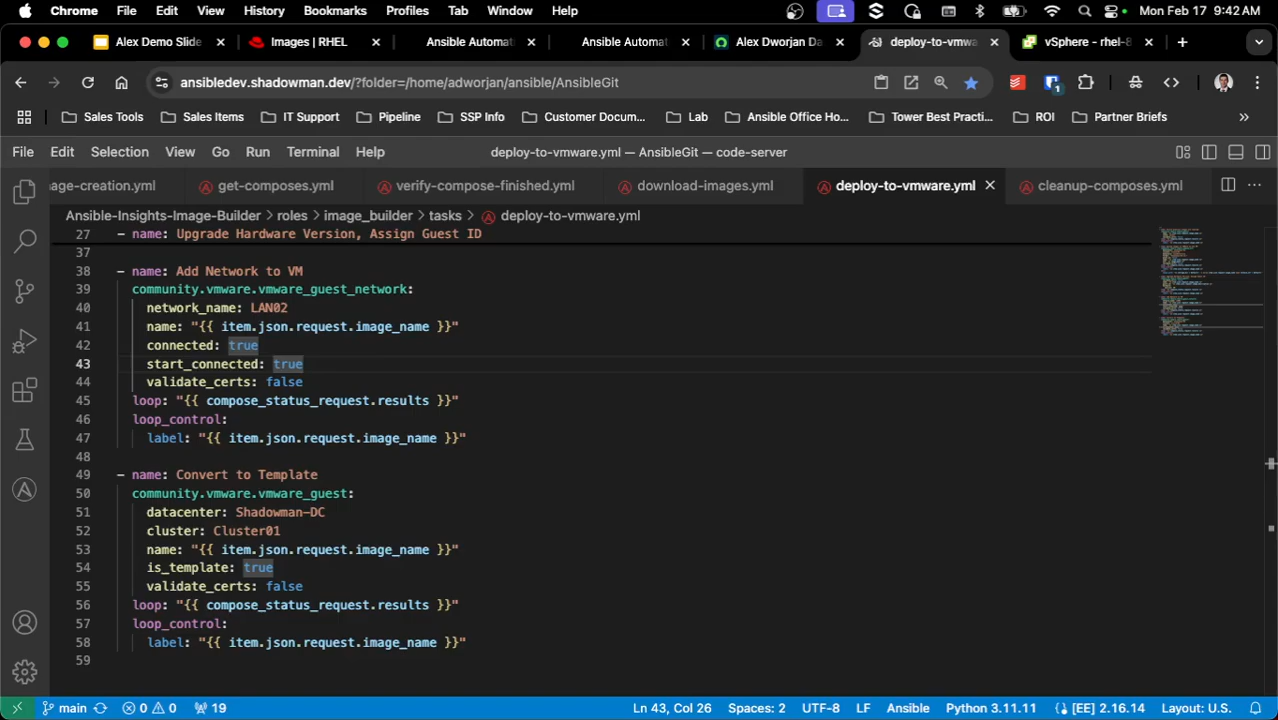 Chrome File Edit View History Bookmarks Profiles Tab Window Help Mon Feb 17 9:42 AM
Alex Demo Slide Images | RHEL Ansible Automat Ansible Automat Alex Dworjan Da deploy-to-vmwa vSphere - rhel-8
ansibledev.shadowman.dev/?folder=/home/adworjan/ansible/AnsibleGit
Sales Tools Sales Items IT Support Pipeline SSP Info Customer Docum... Lab Ansible Office Ho... Tower Best Practi... ROI Partner Briefs
File Edit Selection View Go Run Terminal Help deploy-to-vmware.yml — AnsibleGit — code-server
age-creation.yml get-composes.yml verify-compose-finished.yml download-images.yml deploy-to-vmware.yml cleanup-composes.yml
Ansible-Insights-Image-Builder > roles > image_builder > tasks > deploy-to-vmware.yml
27 - name: Upgrade Hardware Version, Assign Guest ID
37
38 - name: Add Network to VM
39 community.vmware.vmware_guest_network:
40 network_name: LAN02
41 name: "{{ item.json.request.image_name }}"
42 connected: true
43 start_connected: true
44 validate_certs: false
45 loop: "{{ compose_status_request.results }}"
46 loop_control:
47 label: "{{ item.json.request.image_name }}"
48
49 - name: Convert to Template
50 community.vmware.vmware_guest:
51 datacenter: Shadowman-DC
52 cluster: Cluster01
53 name: "{{ item.json.request.image_name }}"
54 is_template: true
55 validate_certs: false
56 loop: "{{ compose_status_request.results }}"
57 loop_control:
58 label: "{{ item.json.request.image_name }}"
59
main 0 0 19 Ln 43, Col 26 Spaces: 2 UTF-8 LF Ansible Python 3.11.11 [EE] 2.16.14 Layout: U.S.